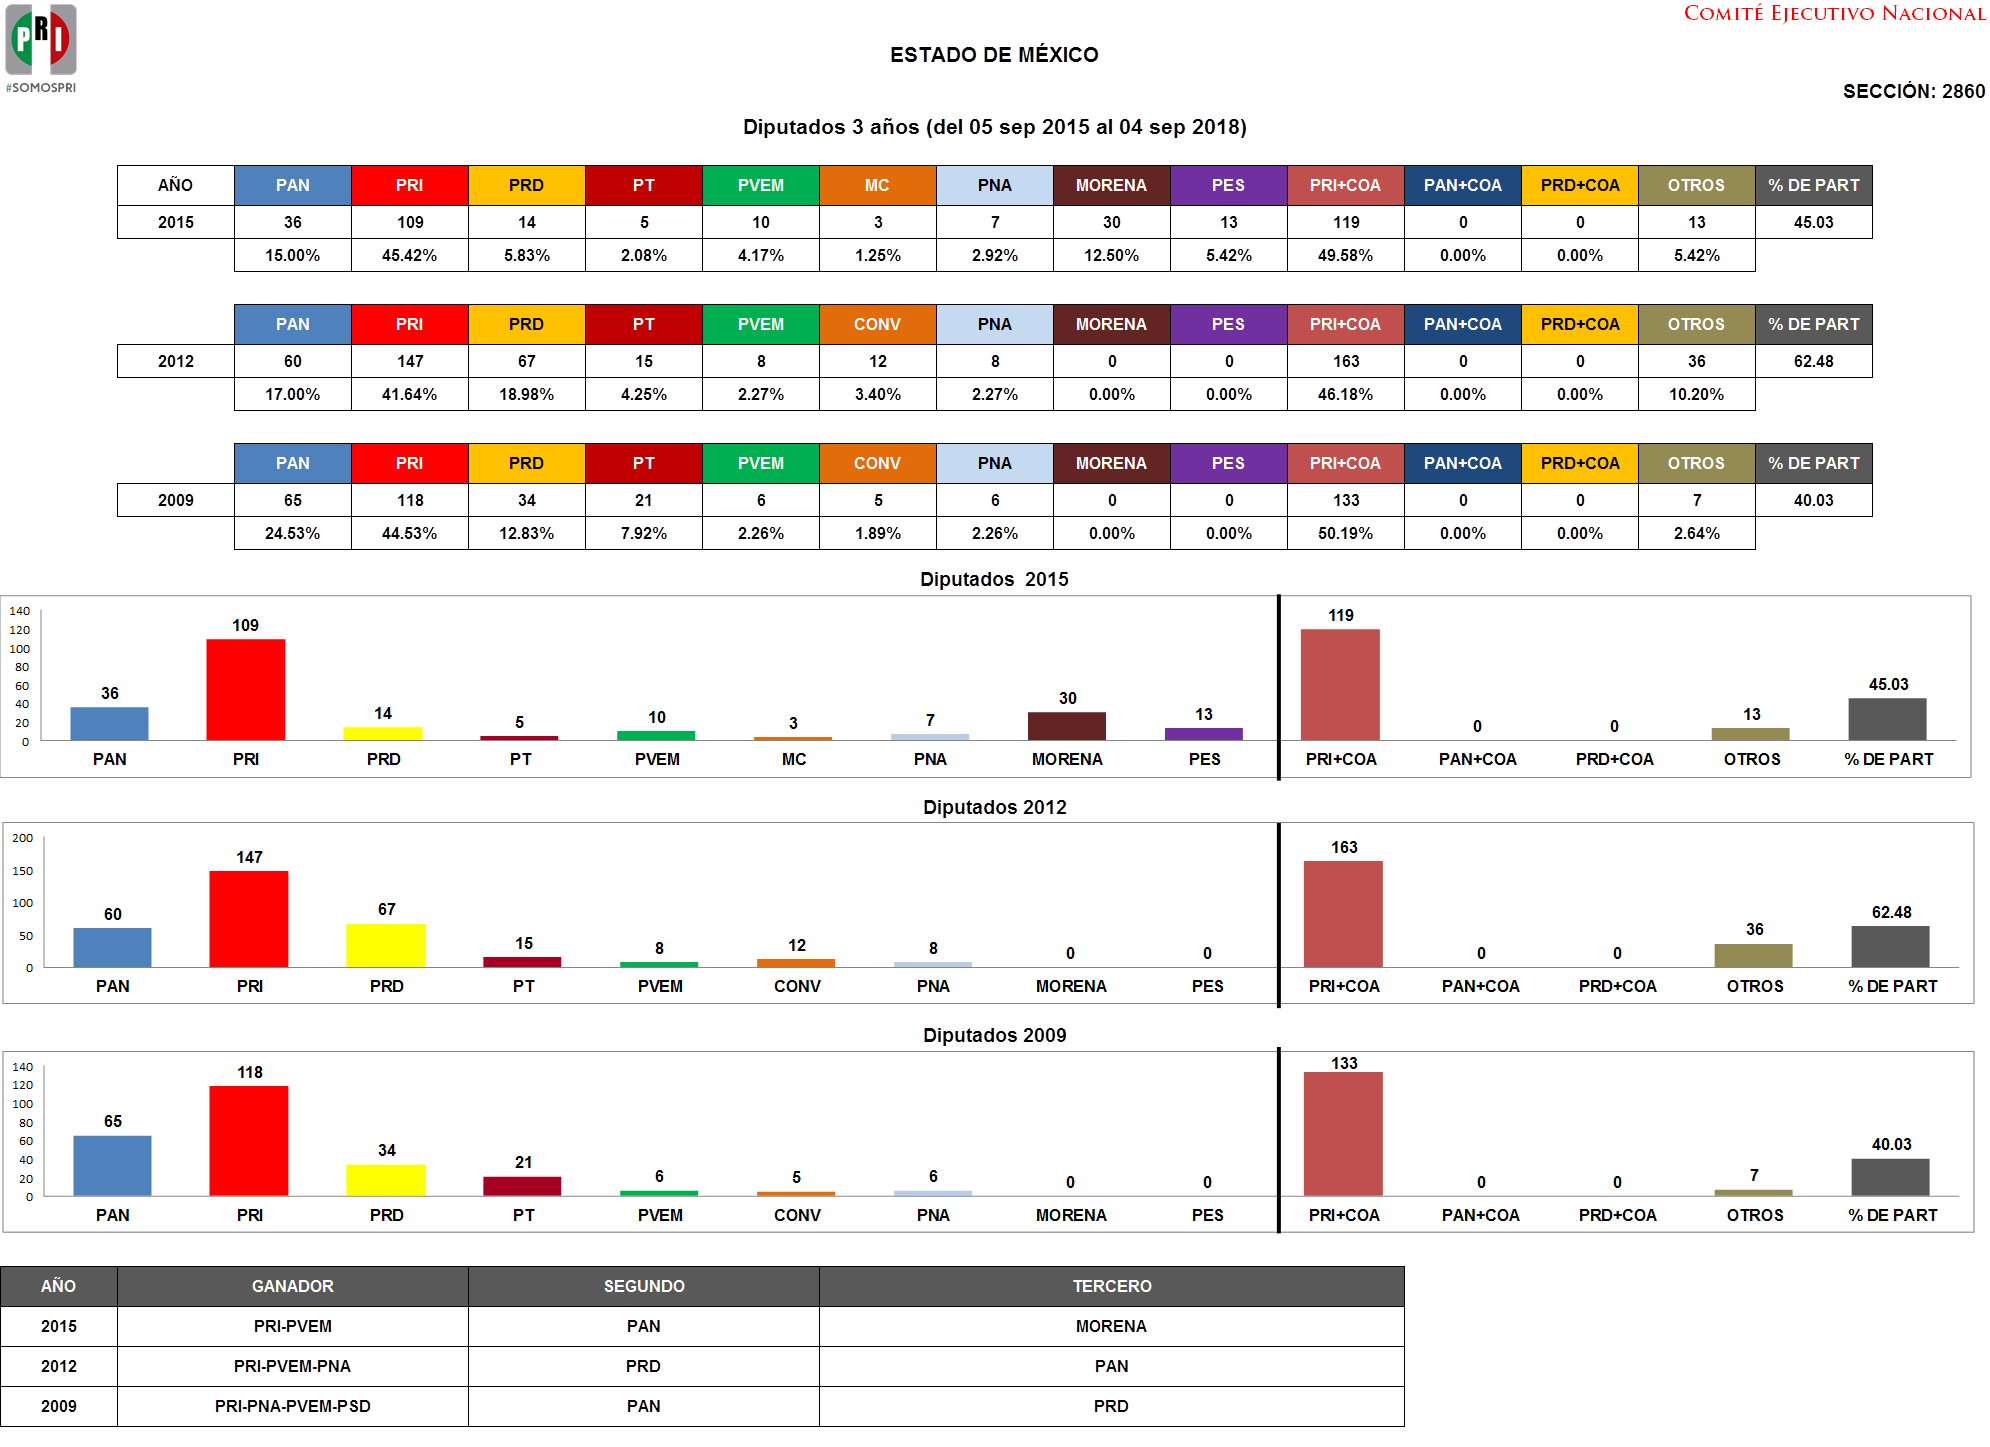 PRI
#SOMOSPRI
COMITÉ EJECUTIVO NACIONAL
ESTADO DE MÉXICO
SECCIÓN: 2860
Diputados 3 años (del 05 sep 2015 al 04 sep 2018)
AÑO PAN PRI PRD PT PVEM MC PNA MORENA PES PRI+COA PAN+COA PRD+COA OTROS % DE PART
2015 36 109 14 5 10 3 7 30 13 119 0 0 13 45.03
15.00% 45.42% 5.83% 2.08% 4.17% 1.25% 2.92% 12.50% 5.42% 49.58% 0.00% 0.00% 5.42%
PAN PRI PRD PT PVEM CONV PNA MORENA PES PRI+COA PAN+COA PRD+COA OTROS % DE PART
2012 60 147 67 15 8 12 8 0 0 163 0 0 36 62.48
17.00% 41.64% 18.98% 4.25% 2.27% 3.40% 2.27% 0.00% 0.00% 46.18% 0.00% 0.00% 10.20%
PAN PRI PRD PT PVEM CONV PNA MORENA PES PRI+COA PAN+COA PRD+COA OTROS % DE PART
2009 65 118 34 21 6 5 6 0 0 133 0 0 7 40.03
24.53% 44.53% 12.83% 7.92% 2.26% 1.89% 2.26% 0.00% 0.00% 50.19% 0.00% 0.00% 2.64%
Diputados 2015
140
120
100
80
60
40
20
0
36 109 14 5 10 3 7 30 13 119 0 0 13 45.03
PAN PRI PRD PT PVEM MC PNA MORENA PES PRI+COA PAN+COA PRD+COA OTROS % DE PART
Diputados 2012
200
150
100
50
0
60 147 67 15 8 12 8 0 0 163 0 0 36 62.48
PAN PRI PRD PT PVEM CONV PNA MORENA PES PRI+COA PAN+COA PRD+COA OTROS % DE PART
Diputados 2009
140
120
100
80
60
40
20
0
65 118 34 21 6 5 6 0 0 133 0 0 7 40.03
PAN PRI PRD PT PVEM CONV PNA MORENA PES PRI+COA PAN+COA PRD+COA OTROS % DE PART
AÑO GANADOR SEGUNDO TERCERO
2015 PRI-PVEM PAN MORENA
2012 PRI-PVEM-PNA PRD PAN
2009 PRI-PNA-PVEM-PSD PAN PRD